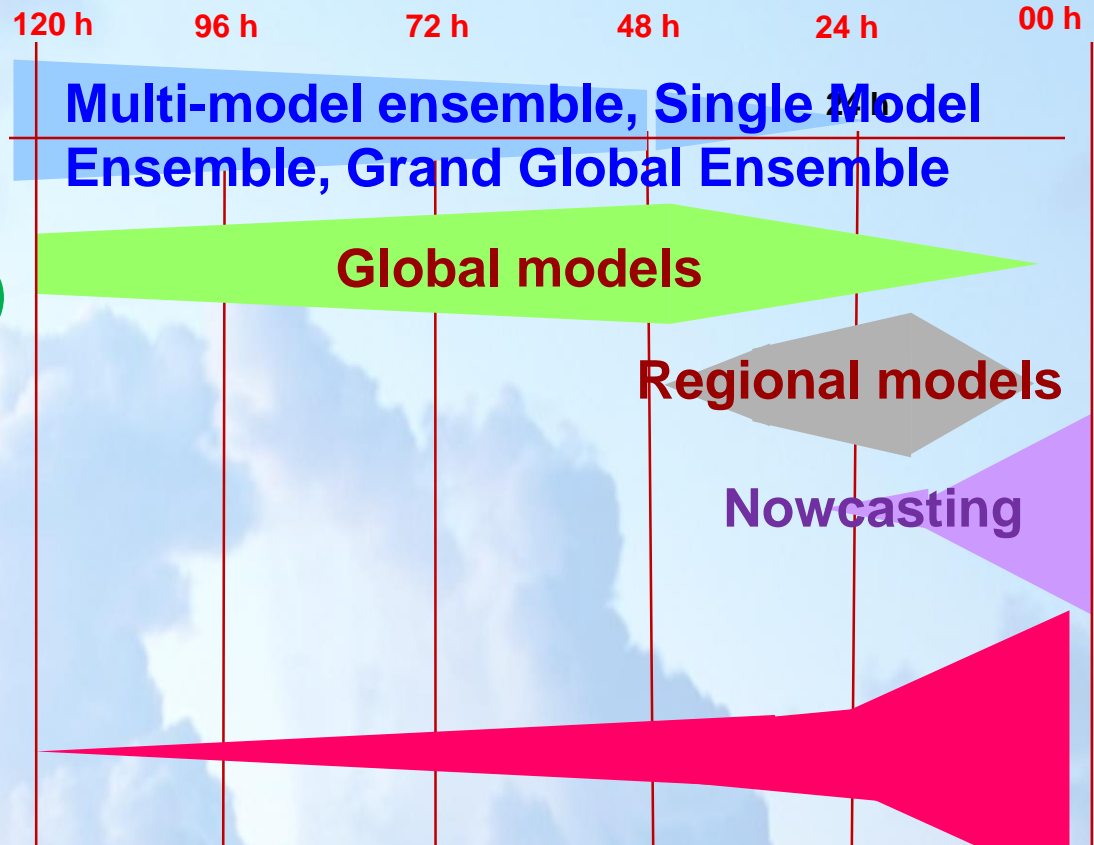 120 h 96 h 72 h 48 h 24 h 00 h
Multi-model ensemble, Single Model
24 h
Ensemble, Grand Global Ensemble
Global models
Regional models
Nowcasting